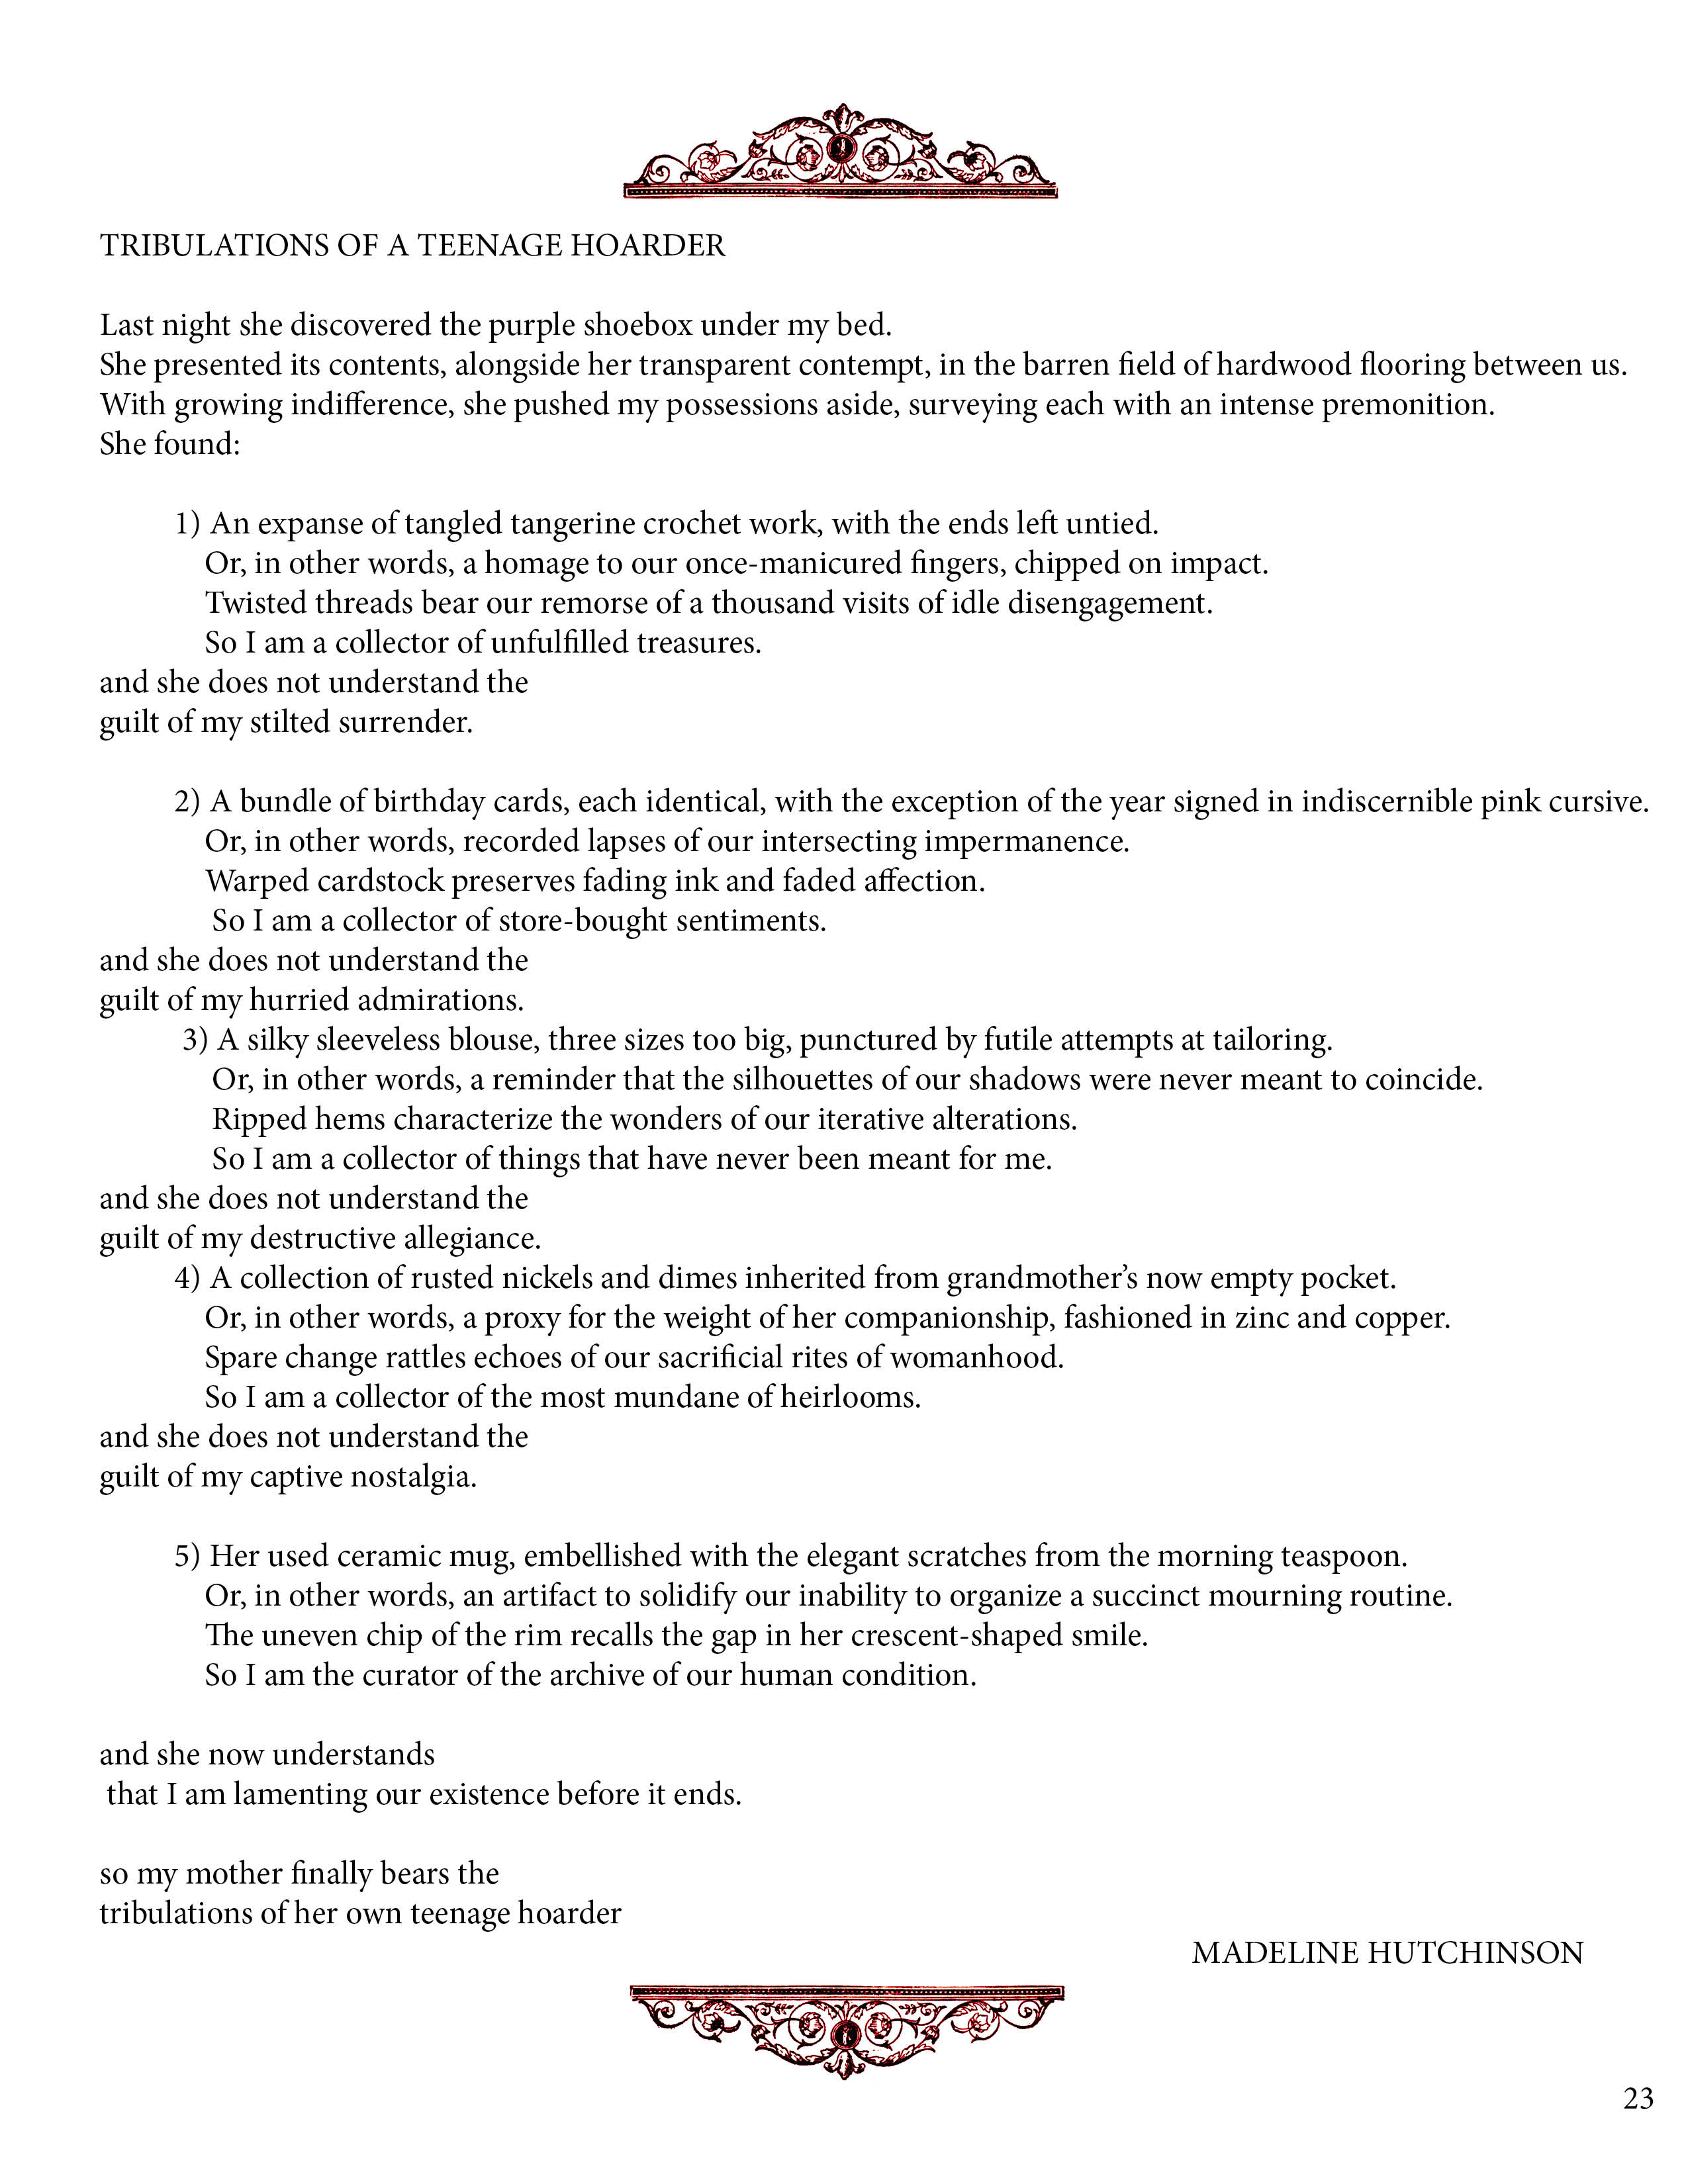 TRIBULATIONS OF A TEENAGE HOARDER
Last night she discovered the purple shoebox under my bed.
She presented its contents, alongside her transparent contempt, in the barren field of hardwood flooring between us.
With growing indifference, she pushed my possessions aside, surveying each with an intense premonition.
She found:
1) An expanse of tangled tangerine crochet work, with the ends left untied.
Or, in other words, a homage to our once-manicured fingers, chipped on impact.
Twisted threads bear our remorse of a thousand visits of idle disengagement.
So I am a collector of unfulfilled treasures.
and she does not understand the
guilt of my stilted surrender.
2) A bundle of birthday cards, each identical, with the exception of the year signed in indiscernible pink cursive.
Or, in other words, recorded lapses of our intersecting impermanence.
Warped cardstock preserves fading ink and faded affection.
So I am a collector of store-bought sentiments.
and she does not understand the
guilt of my hurried admirations.
3) A silky sleeveless blouse, three sizes too big, punctured by futile attempts at tailoring.
Or, in other words, a reminder that the silhouettes of our shadows were never meant to coincide.
Ripped hems characterize the wonders of our iterative alterations.
So I am a collector of things that have never been meant for me.
and she does not understand the
guilt of my destructive allegiance.
4) A collection of rusted nickels and dimes inherited from grandmother’s now empty pocket.
Or, in other words, a proxy for the weight of her companionship, fashioned in zinc and copper.
Spare change rattles echoes of our sacrificial rites of womanhood.
So I am a collector of the most mundane of heirlooms.
and she does not understand the
guilt of my captive nostalgia.
5) Her used ceramic mug, embellished with the elegant scratches from the morning teaspoon.
Or, in other words, an artifact to solidify our inability to organize a succinct mourning routine.
The uneven chip of the rim recalls the gap in her crescent-shaped smile.
So I am the curator of the archive of our human condition.
and she now understands
that I am lamenting our existence before it ends.
so my mother finally bears the
tribulations of her own teenage hoarder
MADELINE HUTCHINSON
23